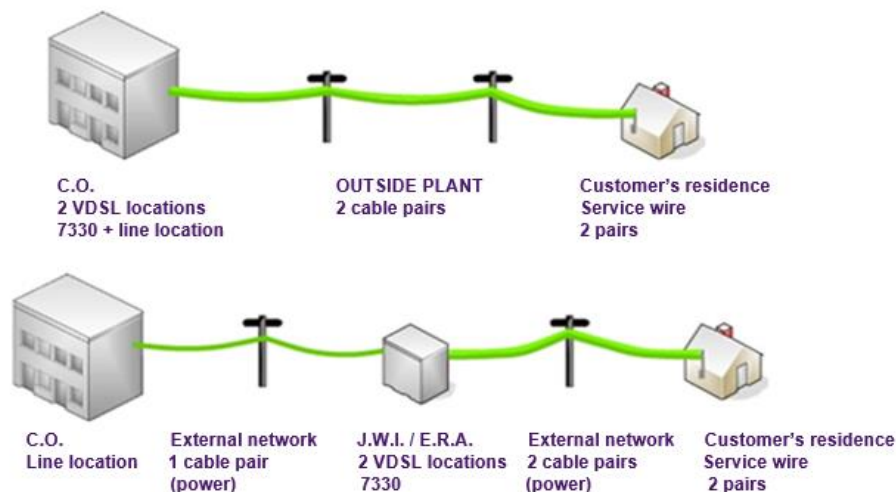 C.O.
2 VDSL locations
7330 + line location
OUTSIDE PLANT
2 cable pairs
Customer's residence
Service wire
2 pairs
C.O.
Line location
External network
1 cable pair
(power)
J.W.I. / E.R.A.
2 VDSL locations
7330
External network
2 cable pairs
(power)
Customer's residence
Service wire
2 pairs